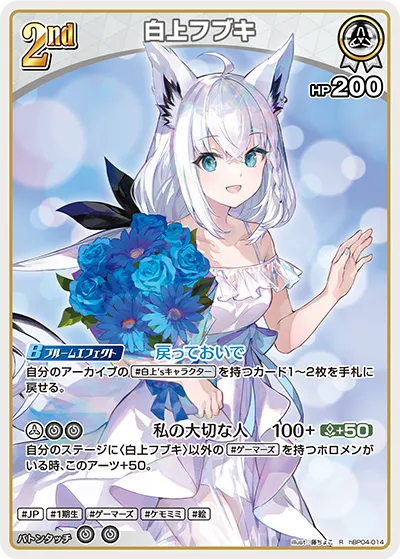 2nd
白上フブキ
HP200
Bブルームエフェクト 戻っておいで
自分のアーカイブの #白上'sキャラクター を持つカード1～2枚を手札に
戻せる。
私の大切な人 100+ +50
自分のステージに〈白上フブキ〉以外の #ゲーマーズ を持つホロメンが
いる時、このアーツ+50。
#JP #1期生 #ゲーマーズ #ケモミミ #絵
バトンタッチ
illust:藤ちょこ R hBP04-014